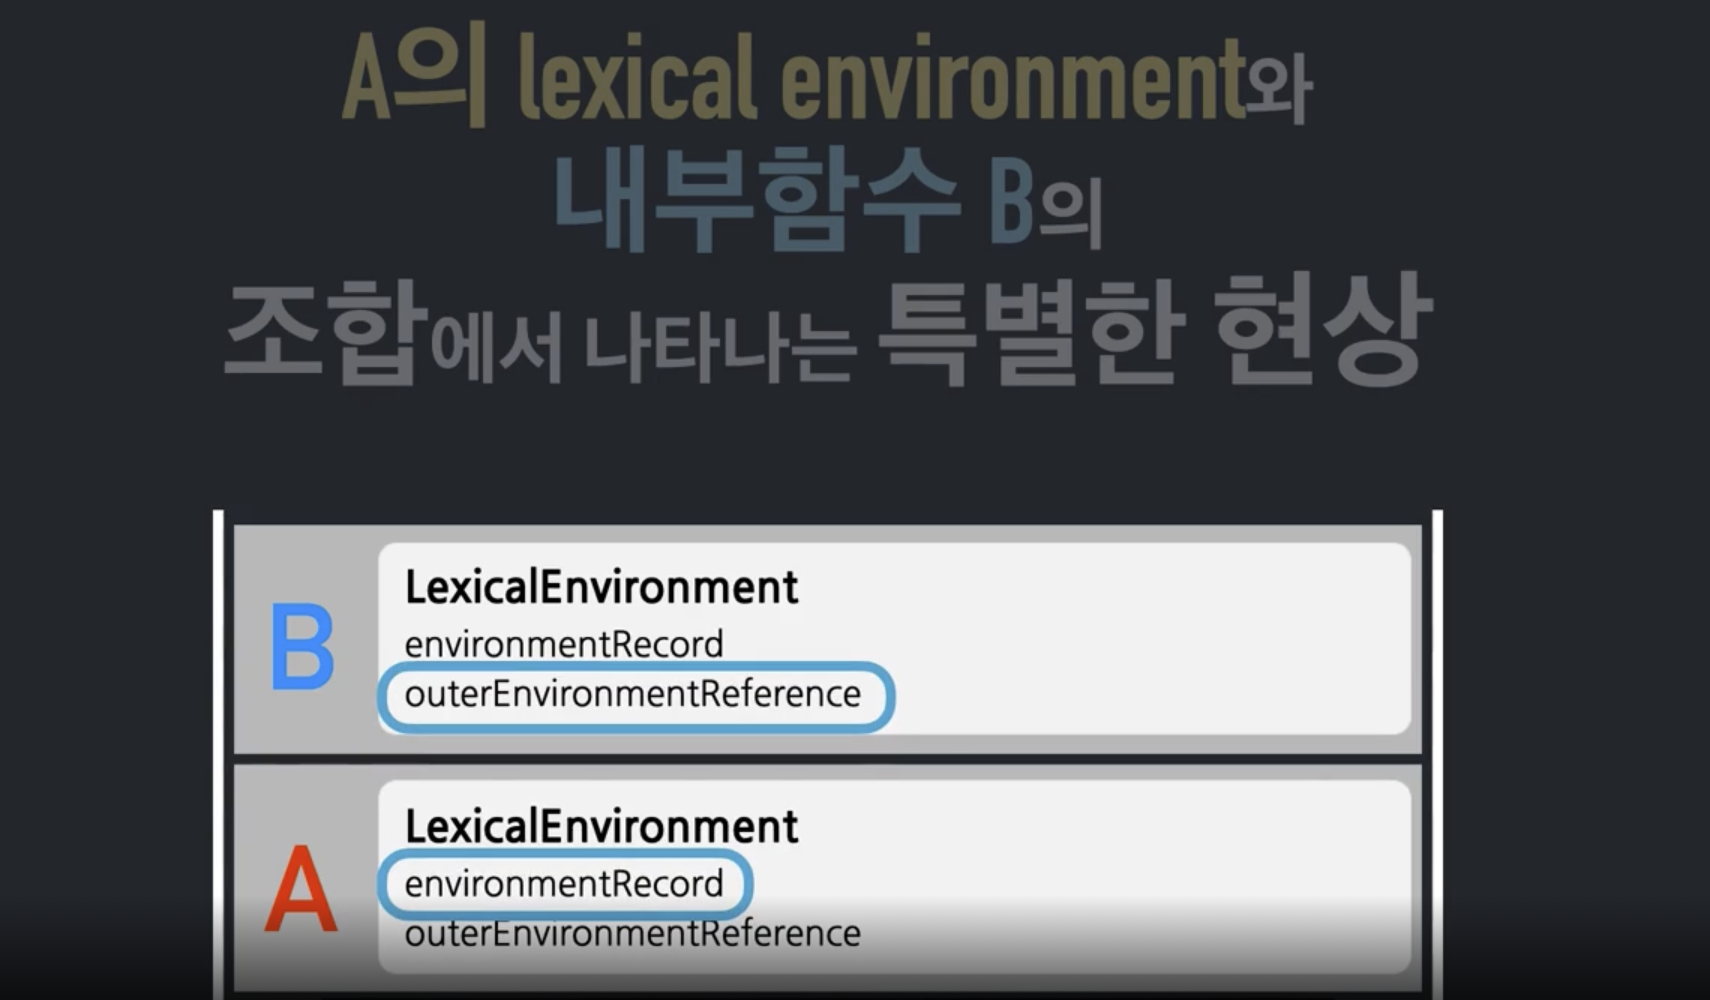 A의 lexical environment와
내부함수 B의
조합에서 나타나는 특별한 현상
B
LexicalEnvironment
environmentRecord
outerEnvironmentReference
A
LexicalEnvironment
environmentRecord
outerEnvironmentReference